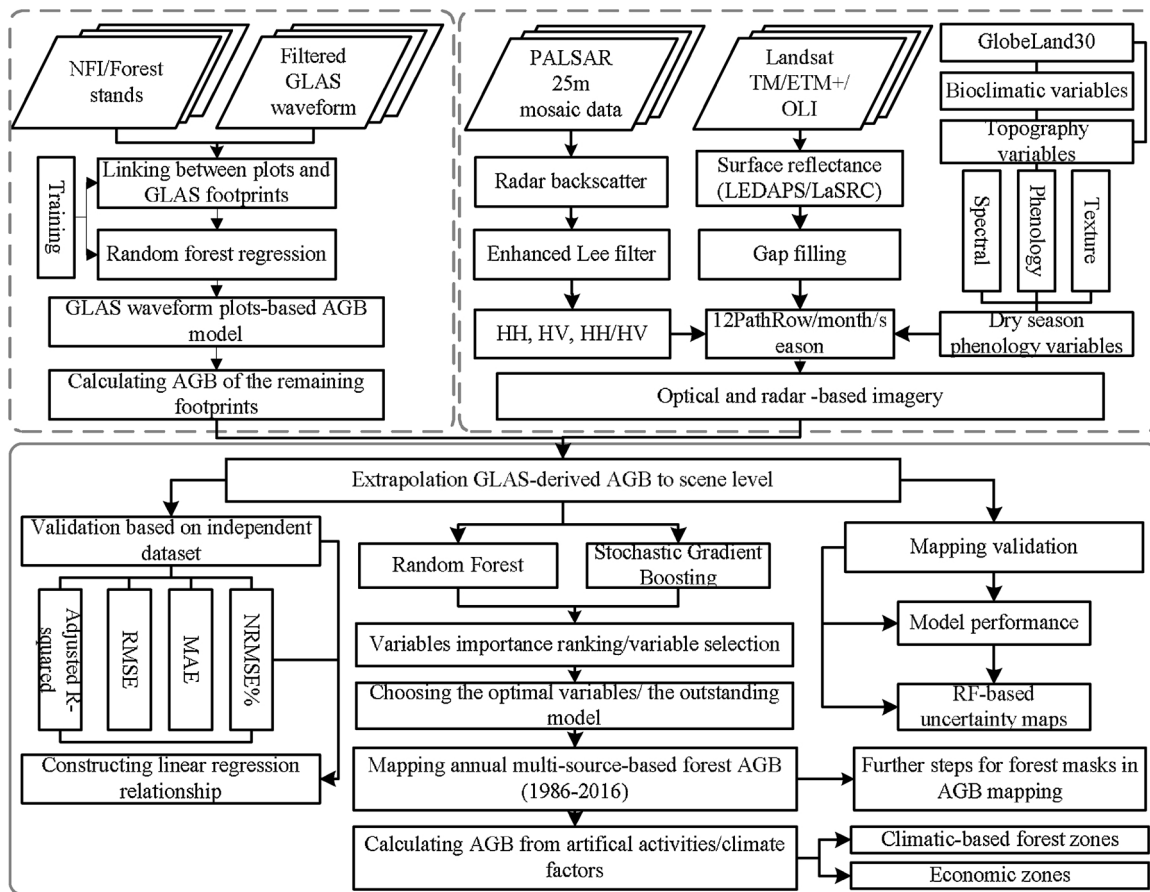 NFI/Forest
stands
Filtered
GLAS
waveform
Training
Linking between plots and
GLAS footprints
Random forest regression
GLAS waveform plots-based AGB
model
Calculating AGB of the remaining
footprints
PALSAR
25m
mosaic data
Landsat
TM/ETM+/
OLI
GlobeLand30
Bioclimatic variables
Topography
variables
Radar backscatter
Surface reflectance
(LEDAPS/LaSRC)
Spectral
Phenology
Texture
Enhanced Lee filter
Gap filling
HH, HV, HH/HV
12PathRow/month/s
eason
Dry season
phenology variables
Optical and radar -based imagery
Extrapolation GLAS-derived AGB to scene level
Validation based on independent
dataset
Adjusted R-
squared
RMSE
MAE
NRMSE%
Constructing linear regression
relationship
Random Forest
Stochastic Gradient
Boosting
Variables importance ranking/variable selection
Choosing the optimal variables/ the outstanding
model
Mapping annual multi-source-based forest AGB
(1986-2016)
Calculating AGB from artifical activities/climate
factors
Mapping validation
Model performance
RF-based
uncertainty maps
Further steps for forest masks in
AGB mapping
Climatic-based forest zones
Economic zones